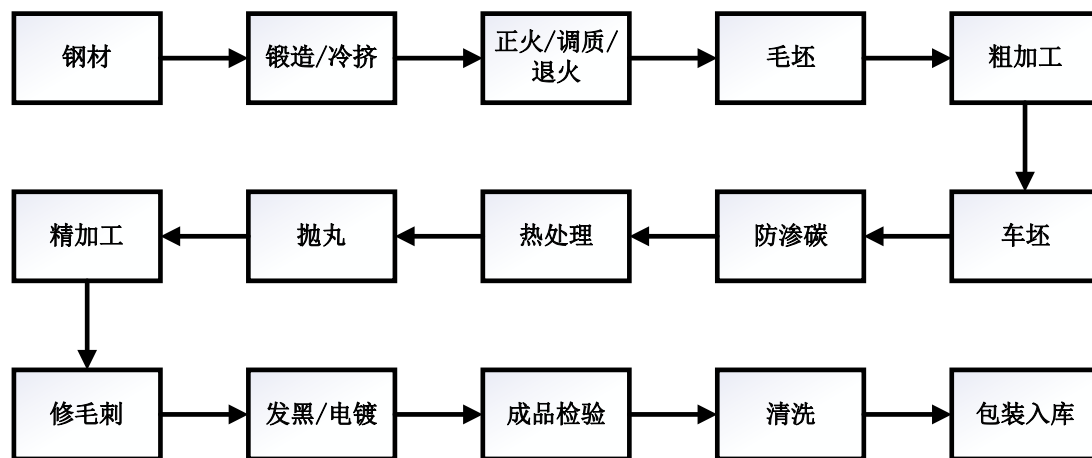 钢材
锻造/冷挤
正火/调质/
退火
毛坯
粗加工
车坯
防渗碳
热处理
抛丸
精加工
修毛刺
发黑/电镀
成品检验
清洗
包装入库